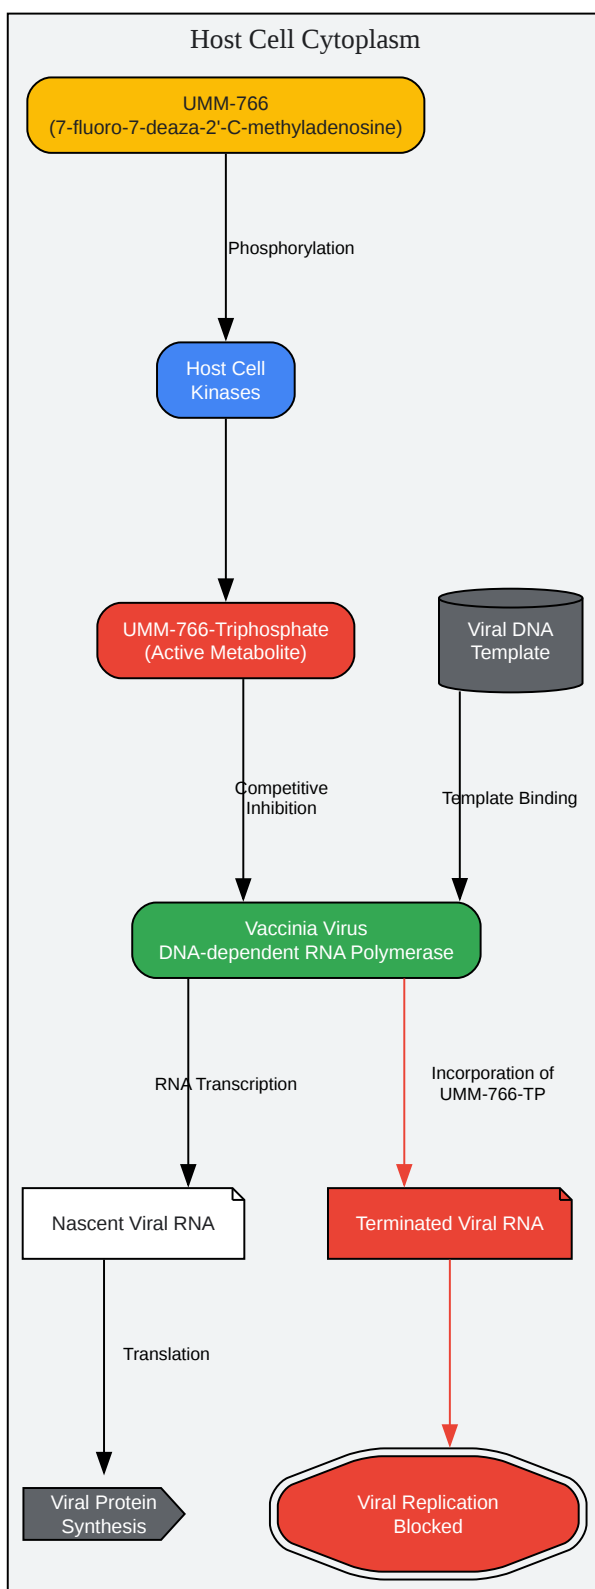 Host Cell Cytoplasm
UMM-766
(7-fluoro-7-deaza-2'-C-methyladenosine)
Phosphorylation
Host Cell
Kinases
UMM-766-Triphosphate
(Active Metabolite)
Viral DNA
Template
Competitive
Inhibition
Template Binding
Vaccinia Virus
DNA-dependent RNA Polymerase
RNA Transcription
Incorporation of
UMM-766-TP
Nascent Viral RNA
Terminated Viral RNA
Translation
Viral Protein
Synthesis
Viral Replication
Blocked